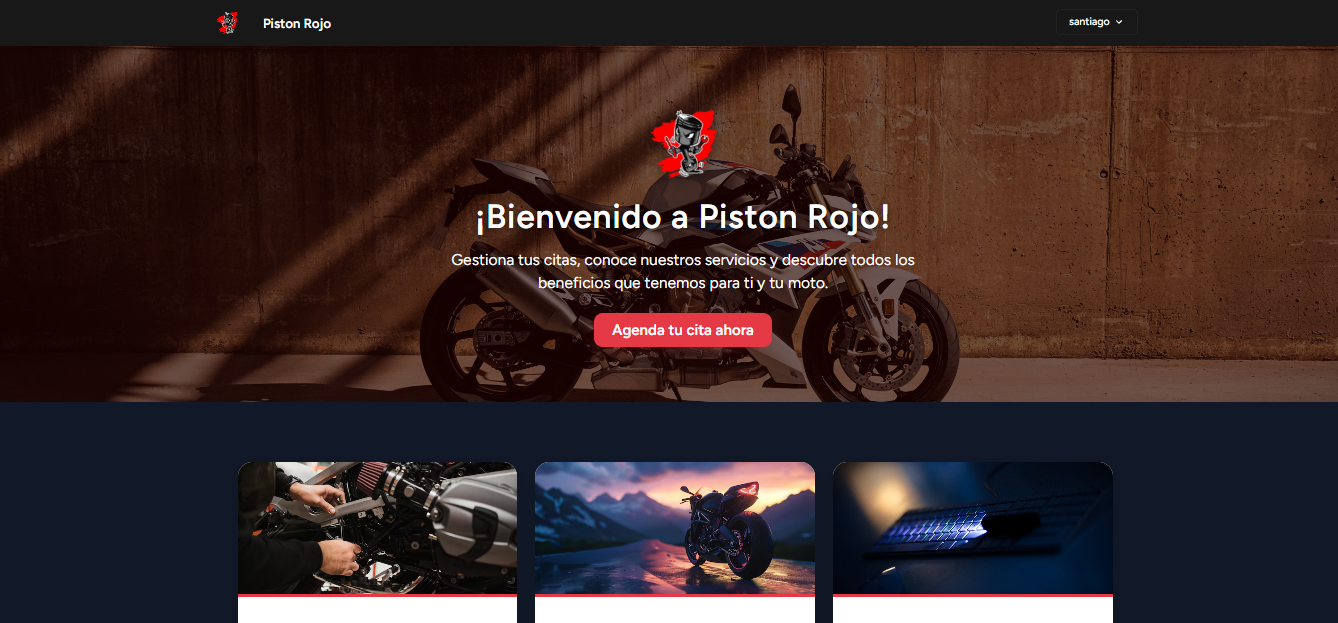 Piston Rojo
santiago
¡Bienvenido a Piston Rojo!
Gestiona tus citas, conoce nuestros servicios y descubre todos los
beneficios que tenemos para ti y tu moto.
Agenda tu cita ahora